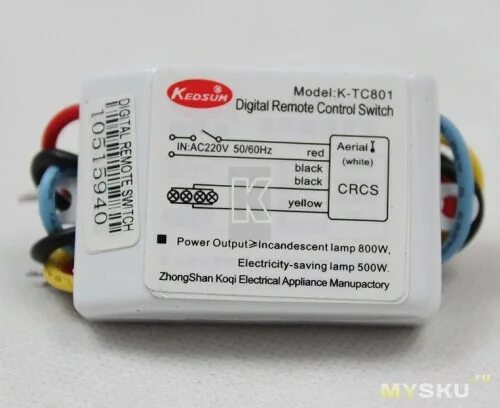 KEDSUM ®
Model:K-TC801
Digital Remote Control Switch
IN:AC220V 50/60Hz
red
black
black
yellow
Aerial
(white)
CRCS
K
Power Output>Incandescent lamp 800W.
Electricity-saving lamp 500W.
ZhongShan Koqi Electrical Appliance Manupactory
DIGITAL REMOTE SWITCH
10515940
MYSKU.ru